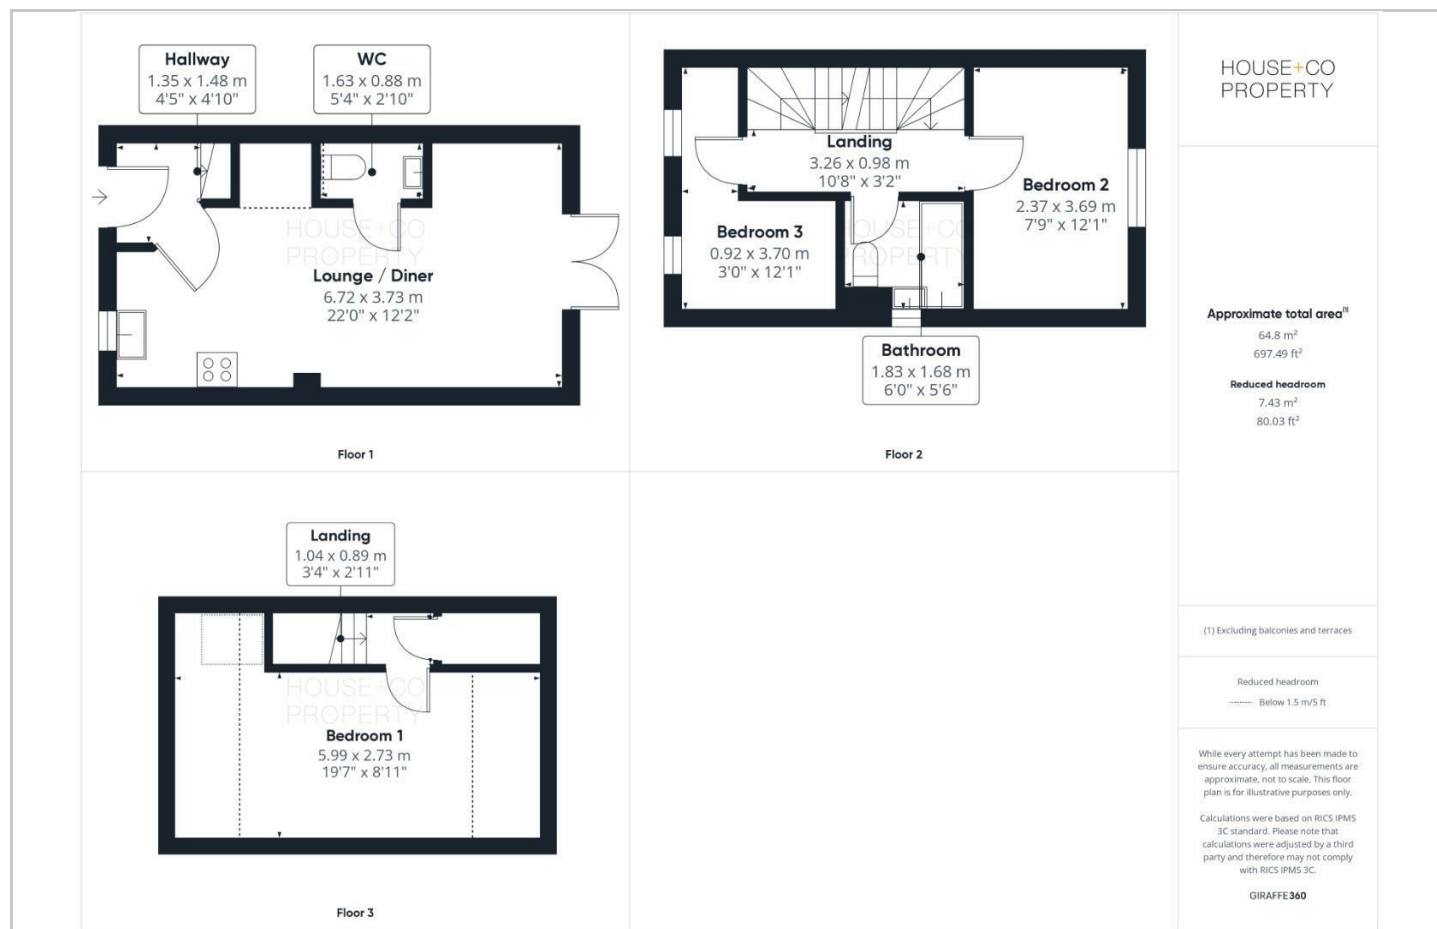 Hallway
1.35 x 1.48 m
4'5" x 4'10"
WC
1.63 x 0.88 m
5'4" x 2'10"
HOUSE+CO
PROPERTY
Lounge / Diner
6.72 x 3.73 m
22'0" x 12'2"
Floor 1
Landing
3.26 x 0.98 m
10'8" x 3'2"
Bedroom 2
2.37 x 3.69 m
7'9" x 12'1"
HOUSE+CO
PROPERTY
Bedroom 3
0.92 x 3.70 m
3'0" x 12'1"
Bathroom
1.83 x 1.68 m
6'0" x 5'6"
Floor 2
Landing
1.04 x 0.89 m
3'4" x 2'11"
HOUSE+CO
PROPERTY
Bedroom 1
5.99 x 2.73 m
19'7" x 8'11"
Floor 3
HOUSE+CO
PROPERTY
Approximate total area⁽¹⁾
64.8 m²
697.49 ft²
Reduced headroom
7.43 m²
80.03 ft²
(1) Excluding balconies and terraces
Reduced headroom
Below 1.5 m/5 ft
While every attempt has been made to
ensure accuracy, all measurements are
approximate, not to scale. This floor
plan is for illustrative purposes only.
Calculations were based on RICS IPMS
3C standard. Please note that
calculations were adjusted by a third
party and therefore may not comply
with RICS IPMS 3C.
GIRAFFE360